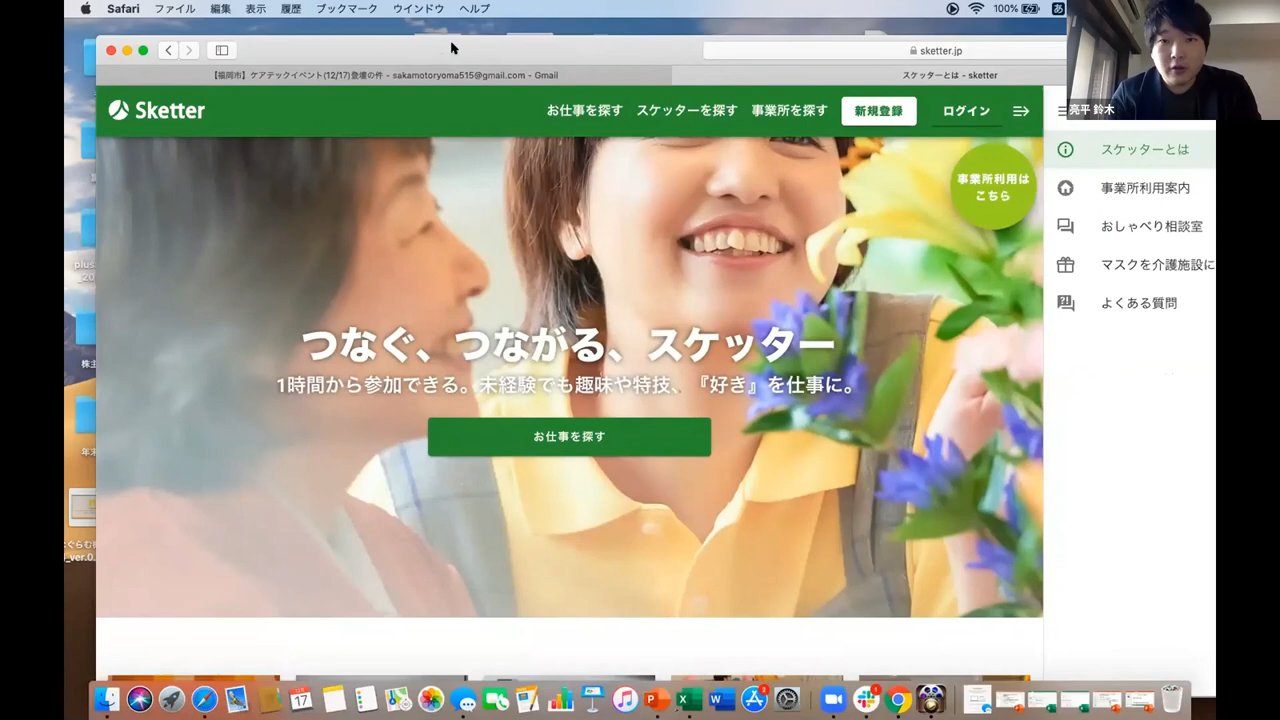 Safari ファイル 編集 表示 履歴 ブックマーク ウインドウ ヘルプ 100% あ
sketter.jp
【福岡市】ケアテックイベント(12/17)登壇の件 - sakamotoryoma515@gmail.com - Gmail
スケッターとは - sketter
亮平 鈴木
Sketter
お仕事を探す スケッターを探す 事業所を探す 新規登録 ログイン
事業所利用は
こちら
スケッターとは
事業所利用案内
おしゃべり相談室
マスクを介護施設に
よくある質問
つなぐ、つながる、スケッター
1時間から参加できる。未経験でも趣味や特技、『好き』を仕事に。
お仕事を探す
17